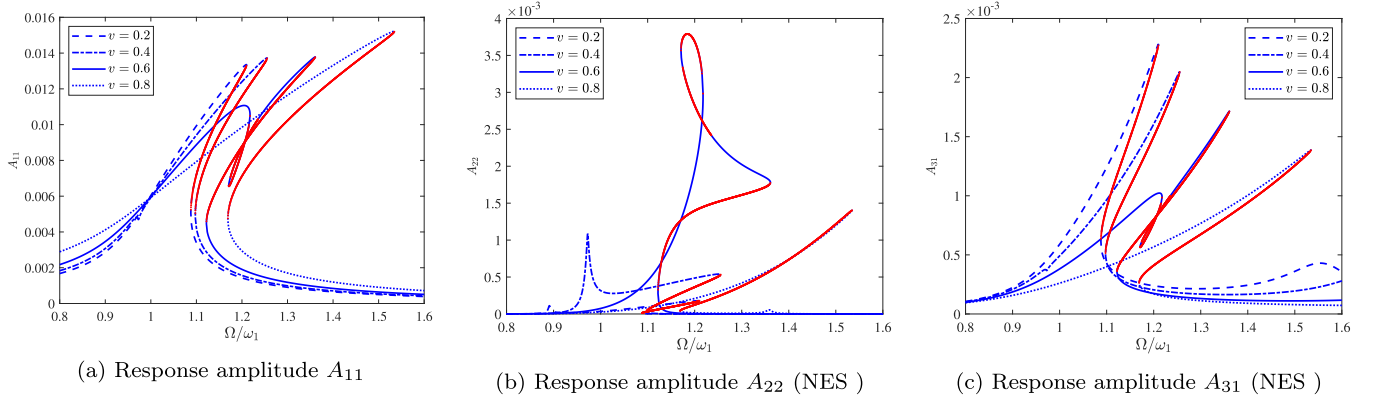 0.016
0.014
0.012
0.01
0.008
0.006
0.004
0.002
0
A₁₁
v = 0.2
v = 0.4
v = 0.6
v = 0.8
0.8 0.9 1 1.1 1.2 1.3 1.4 1.5 1.6
Ω/ω₁
(a) Response amplitude A₁₁
×10⁻³
4
3.5
3
2.5
2
1.5
1
0.5
0
A₂₂
v = 0.2
v = 0.4
v = 0.6
v = 0.8
0.8 0.9 1 1.1 1.2 1.3 1.4 1.5 1.6
Ω/ω₁
(b) Response amplitude A₂₂ (NES )
×10⁻³
2.5
2
1.5
1
0.5
0
A₃₁
v = 0.2
v = 0.4
v = 0.6
v = 0.8
0.8 0.9 1 1.1 1.2 1.3 1.4 1.5 1.6
Ω/ω₁
(c) Response amplitude A₃₁ (NES )